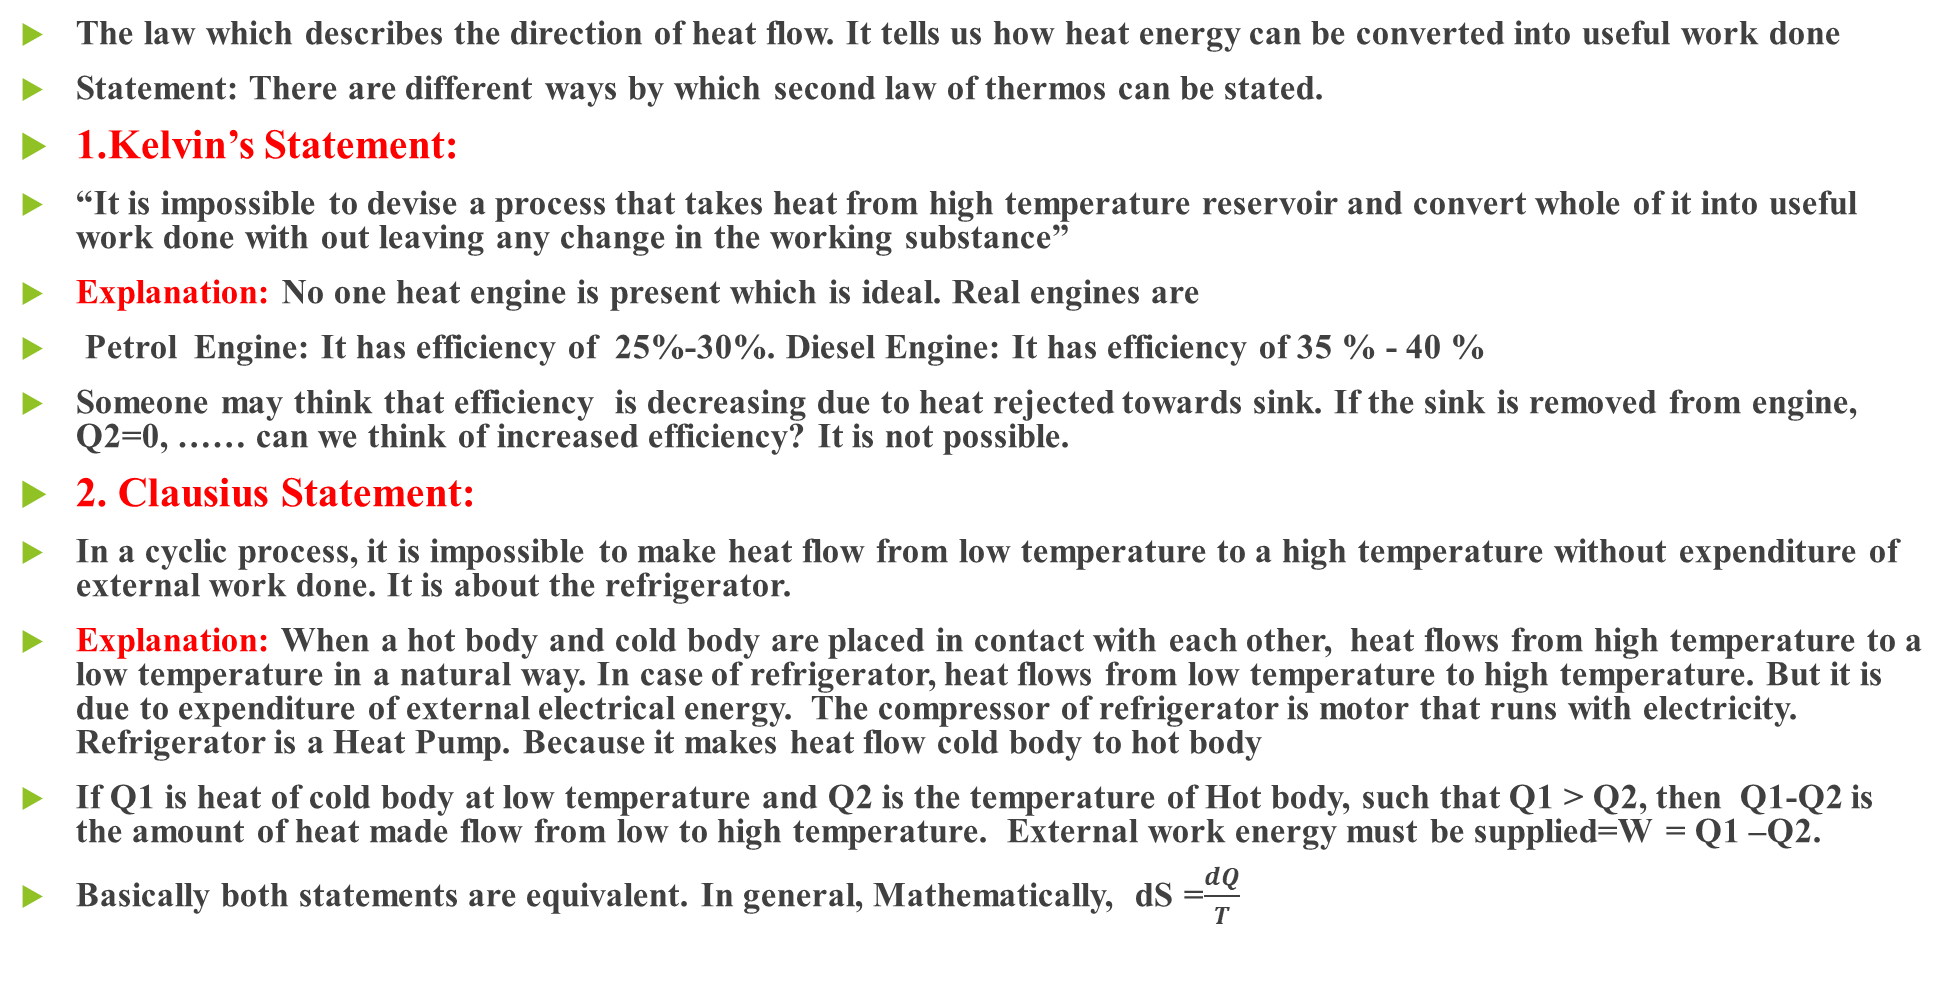 The law which describes the direction of heat flow. It tells us how heat energy can be converted into useful work done
Statement: There are different ways by which second law of thermos can be stated.
1.Kelvin’s Statement:
“It is impossible to devise a process that takes heat from high temperature reservoir and convert whole of it into useful
work done with out leaving any change in the working substance”
Explanation: No one heat engine is present which is ideal. Real engines are
Petrol Engine: It has efficiency of 25%-30%. Diesel Engine: It has efficiency of 35 % - 40 %
Someone may think that efficiency is decreasing due to heat rejected towards sink. If the sink is removed from engine,
Q2=0, …… can we think of increased efficiency? It is not possible.
2. Clausius Statement:
In a cyclic process, it is impossible to make heat flow from low temperature to a high temperature without expenditure of
external work done. It is about the refrigerator.
Explanation: When a hot body and cold body are placed in contact with each other, heat flows from high temperature to a
low temperature in a natural way. In case of refrigerator, heat flows from low temperature to high temperature. But it is
due to expenditure of external electrical energy. The compressor of refrigerator is motor that runs with electricity.
Refrigerator is a Heat Pump. Because it makes heat flow cold body to hot body
If Q1 is heat of cold body at low temperature and Q2 is the temperature of Hot body, such that Q1 > Q2, then Q1-Q2 is
the amount of heat made flow from low to high temperature. External work energy must be supplied=W = Q1 –Q2.
Basically both statements are equivalent. In general, Mathematically, dS =dQ/T